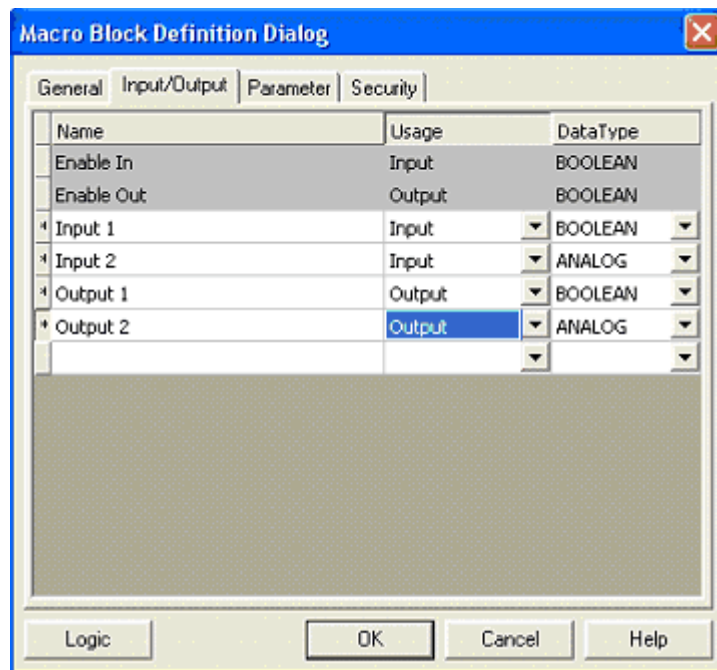 Macro Block Definition Dialog
General Input/Output Parameter Security
Name Usage DataType
Enable In Input BOOLEAN
Enable Out Output BOOLEAN
* Input 1 Input BOOLEAN
* Input 2 Input ANALOG
* Output 1 Output BOOLEAN
* Output 2 Output ANALOG
Logic OK Cancel Help